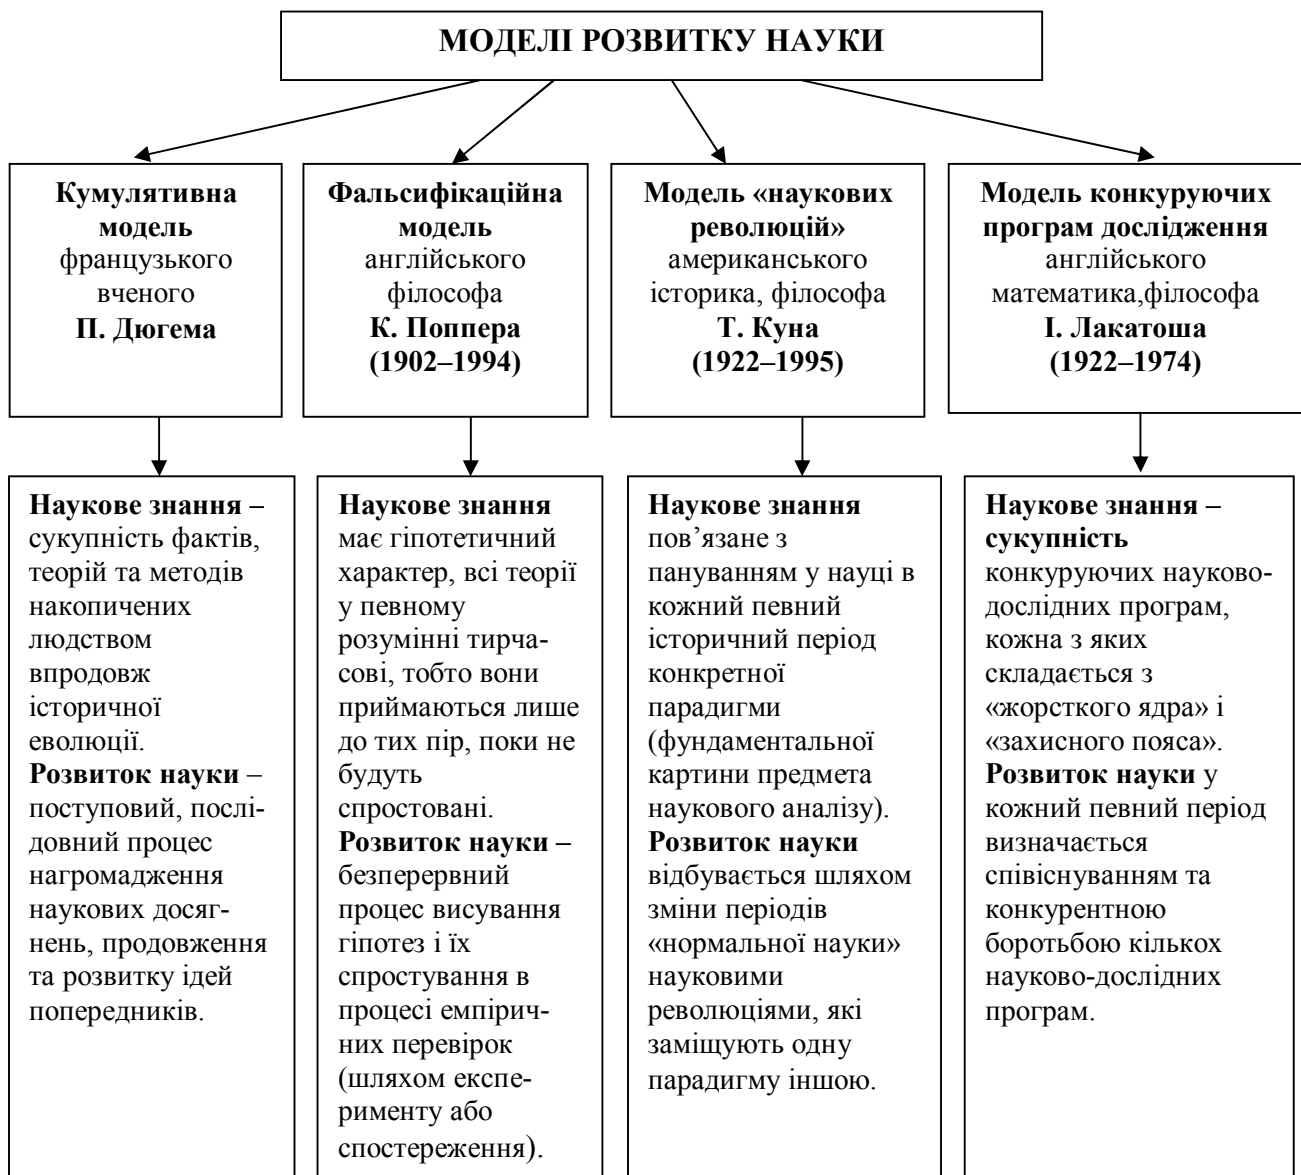 МОДЕЛІ РОЗВИТКУ НАУКИ
Кумулятивна
модель
французького
вченого
П. Дюгема
Фальсифікаційна
модель
англійського
філософа
К. Поппера
(1902–1994)
Модель «наукових
революцій»
американського
історика, філософа
Т. Куна
(1922–1995)
Модель конкуруючих
програм дослідження
англійського
математика,філософа
І. Лакатоша
(1922–1974)
Наукове знання –
сукупність фактів,
теорій та методів
накопичених
людством
впродовж
історичної
еволюції.
Розвиток науки –
поступовий, послі-
довний процес
нагромадження
наукових досяг-
нень, продовження
та розвитку ідей
попередників.
Наукове знання
має гіпотетичний
характер, всі теорії
у певному
розумінні тирча-
сові, тобто вони
приймаються лише
до тих пір, поки не
будуть
спростовані.
Розвиток науки –
безперервний
процес висування
гіпотез і їх
спростування в
процесі емпірич-
них перевірок
(шляхом експе-
рименту або
спостереження).
Наукове знання
пов’язане з
пануванням у науці в
кожний певний
історичний період
конкретної
парадигми
(фундаментальної
картини предмета
наукового аналізу).
Розвиток науки
відбувається шляхом
зміни періодів
«нормальної науки»
науковими
революціями, які
заміщують одну
парадигму іншою.
Наукове знання –
сукупність
конкуруючих науково-
дослідних програм,
кожна з яких
складається з
«жорсткого ядра» і
«захисного пояса».
Розвиток науки у
кожний певний період
визначається
співіснуванням та
конкурентною
боротьбою кількох
науково-дослідних
програм.